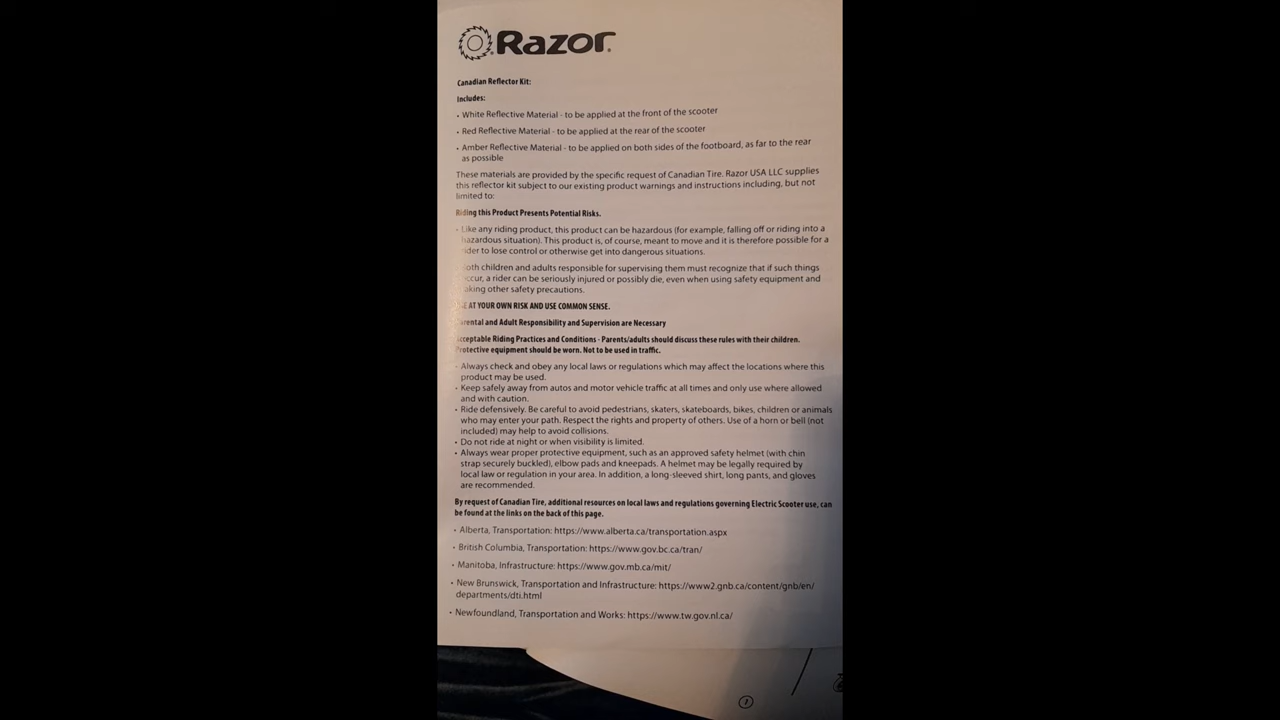 Razor®
Canadian Reflector Kit:
Includes:
• White Reflective Material - to be applied at the front of the scooter
• Red Reflective Material - to be applied at the rear of the scooter
• Amber Reflective Material - to be applied on both sides of the footboard, as far to the rear
as possible
These materials are provided by the specific request of Canadian Tire. Razor USA LLC supplies
this reflector kit subject to our existing product warnings and instructions including, but not
limited to:
Riding this Product Presents Potential Risks.
• Like any riding product, this product can be hazardous (for example, falling off or riding into a
hazardous situation). This product is, of course, meant to move and it is therefore possible for a
ider to lose control or otherwise get into dangerous situations.
oth children and adults responsible for supervising them must recognize that if such things
ccur, a rider can be seriously injured or possibly die, even when using safety equipment and
aking other safety precautions.
E AT YOUR OWN RISK AND USE COMMON SENSE.
arental and Adult Responsibility and Supervision are Necessary
cceptable Riding Practices and Conditions - Parents/adults should discuss these rules with their children.
Protective equipment should be worn. Not to be used in traffic.
• Always check and obey any local laws or regulations which may affect the locations where this
product may be used.
• Keep safely away from autos and motor vehicle traffic at all times and only use where allowed
and with caution.
• Ride defensively. Be careful to avoid pedestrians, skaters, skateboards, bikes, children or animals
who may enter your path. Respect the rights and property of others. Use of a horn or bell (not
included) may help to avoid collisions.
• Do not ride at night or when visibility is limited.
• Always wear proper protective equipment, such as an approved safety helmet (with chin
strap securely buckled), elbow pads and kneepads. A helmet may be legally required by
local law or regulation in your area. In addition, a long-sleeved shirt, long pants, and gloves
are recommended.
By request of Canadian Tire, additional resources on local laws and regulations governing Electric Scooter use, can
be found at the links on the back of this page.
• Alberta, Transportation: https://www.alberta.ca/transportation.aspx
• British Columbia, Transportation: https://www.gov.bc.ca/tran/
• Manitoba, Infrastructure: https://www.gov.mb.ca/mit/
• New Brunswick, Transportation and Infrastructure: https://www2.gnb.ca/content/gnb/en/
departments/dti.html
• Newfoundland, Transportation and Works: https://www.tw.gov.nl.ca/